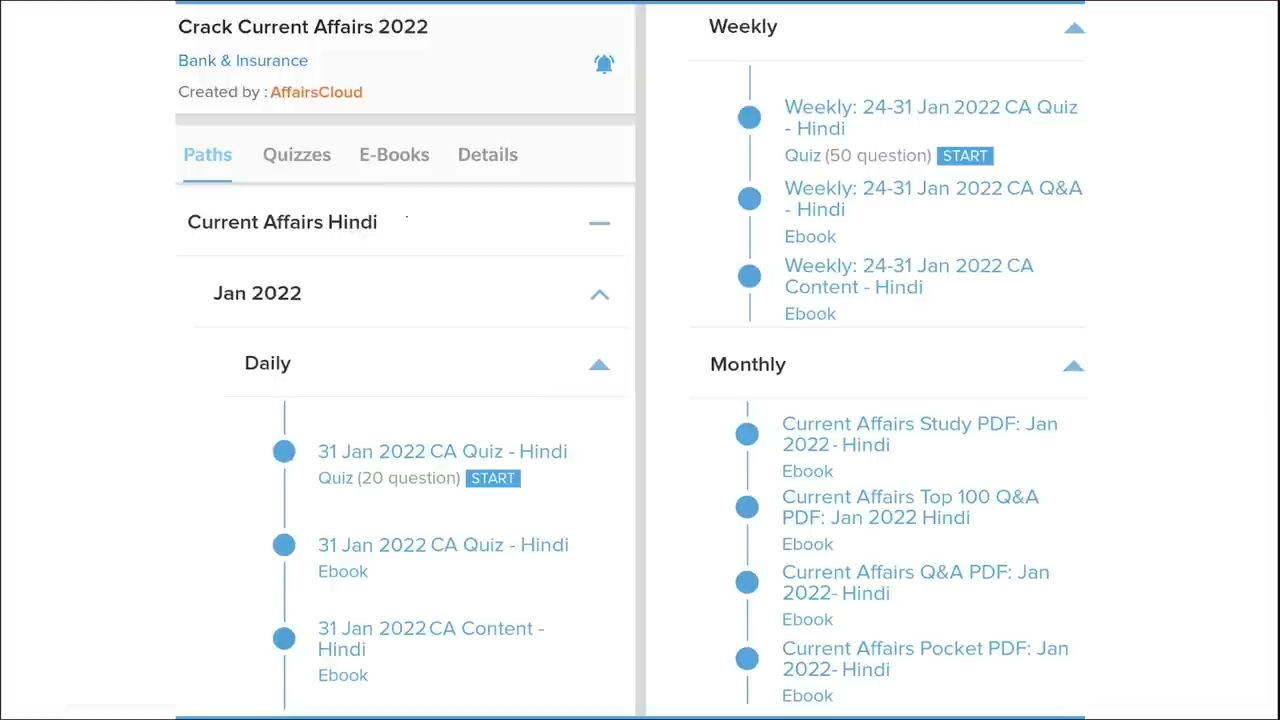 Crack Current Affairs 2022
Bank & Insurance
Created by : AffairsCloud
Paths Quizzes E-Books Details
Current Affairs Hindi
Jan 2022
Daily
31 Jan 2022 CA Quiz - Hindi
Quiz (20 question) START
31 Jan 2022 CA Quiz - Hindi
Ebook
31 Jan 2022 CA Content -
Hindi
Ebook
Weekly
Weekly: 24-31 Jan 2022 CA Quiz
- Hindi
Quiz (50 question) START
Weekly: 24-31 Jan 2022 CA Q&A
- Hindi
Ebook
Weekly: 24-31 Jan 2022 CA
Content - Hindi
Ebook
Monthly
Current Affairs Study PDF: Jan
2022- Hindi
Ebook
Current Affairs Top 100 Q&A
PDF: Jan 2022 Hindi
Ebook
Current Affairs Q&A PDF: Jan
2022- Hindi
Ebook
Current Affairs Pocket PDF: Jan
2022- Hindi
Ebook